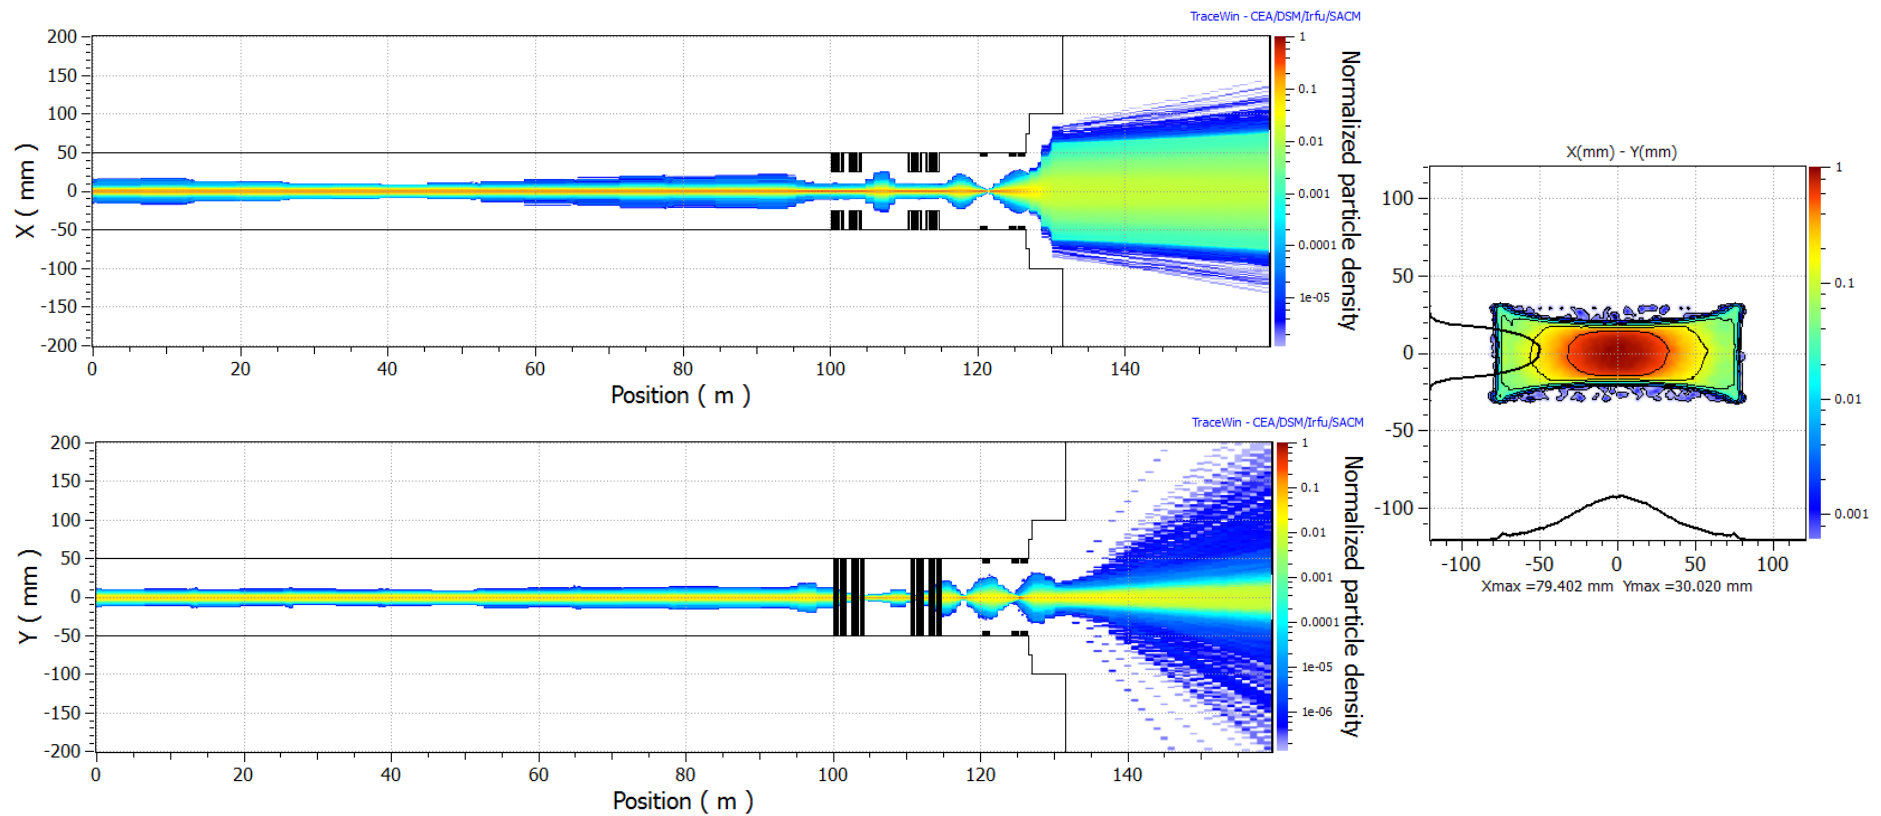 TraceWin - CEA/DSM/Irfu/SACM
200
150
100
50
0
-50
-100
-150
-200
X ( mm )
0 20 40 60 80 100 120 140
Position ( m )
1
0.1
0.01
0.001
0.0001
1e-05
Normalized particle density
TraceWin - CEA/DSM/Irfu/SACM
200
150
100
50
0
-50
-100
-150
-200
Y ( mm )
0 20 40 60 80 100 120 140
Position ( m )
1
0.1
0.01
0.001
0.0001
1e-05
1e-06
Normalized particle density
X(mm) - Y(mm)
100
50
0
-50
-100
-100 -50 0 50 100
Xmax =79.402 mm Ymax =30.020 mm
1
0.1
0.01
0.001